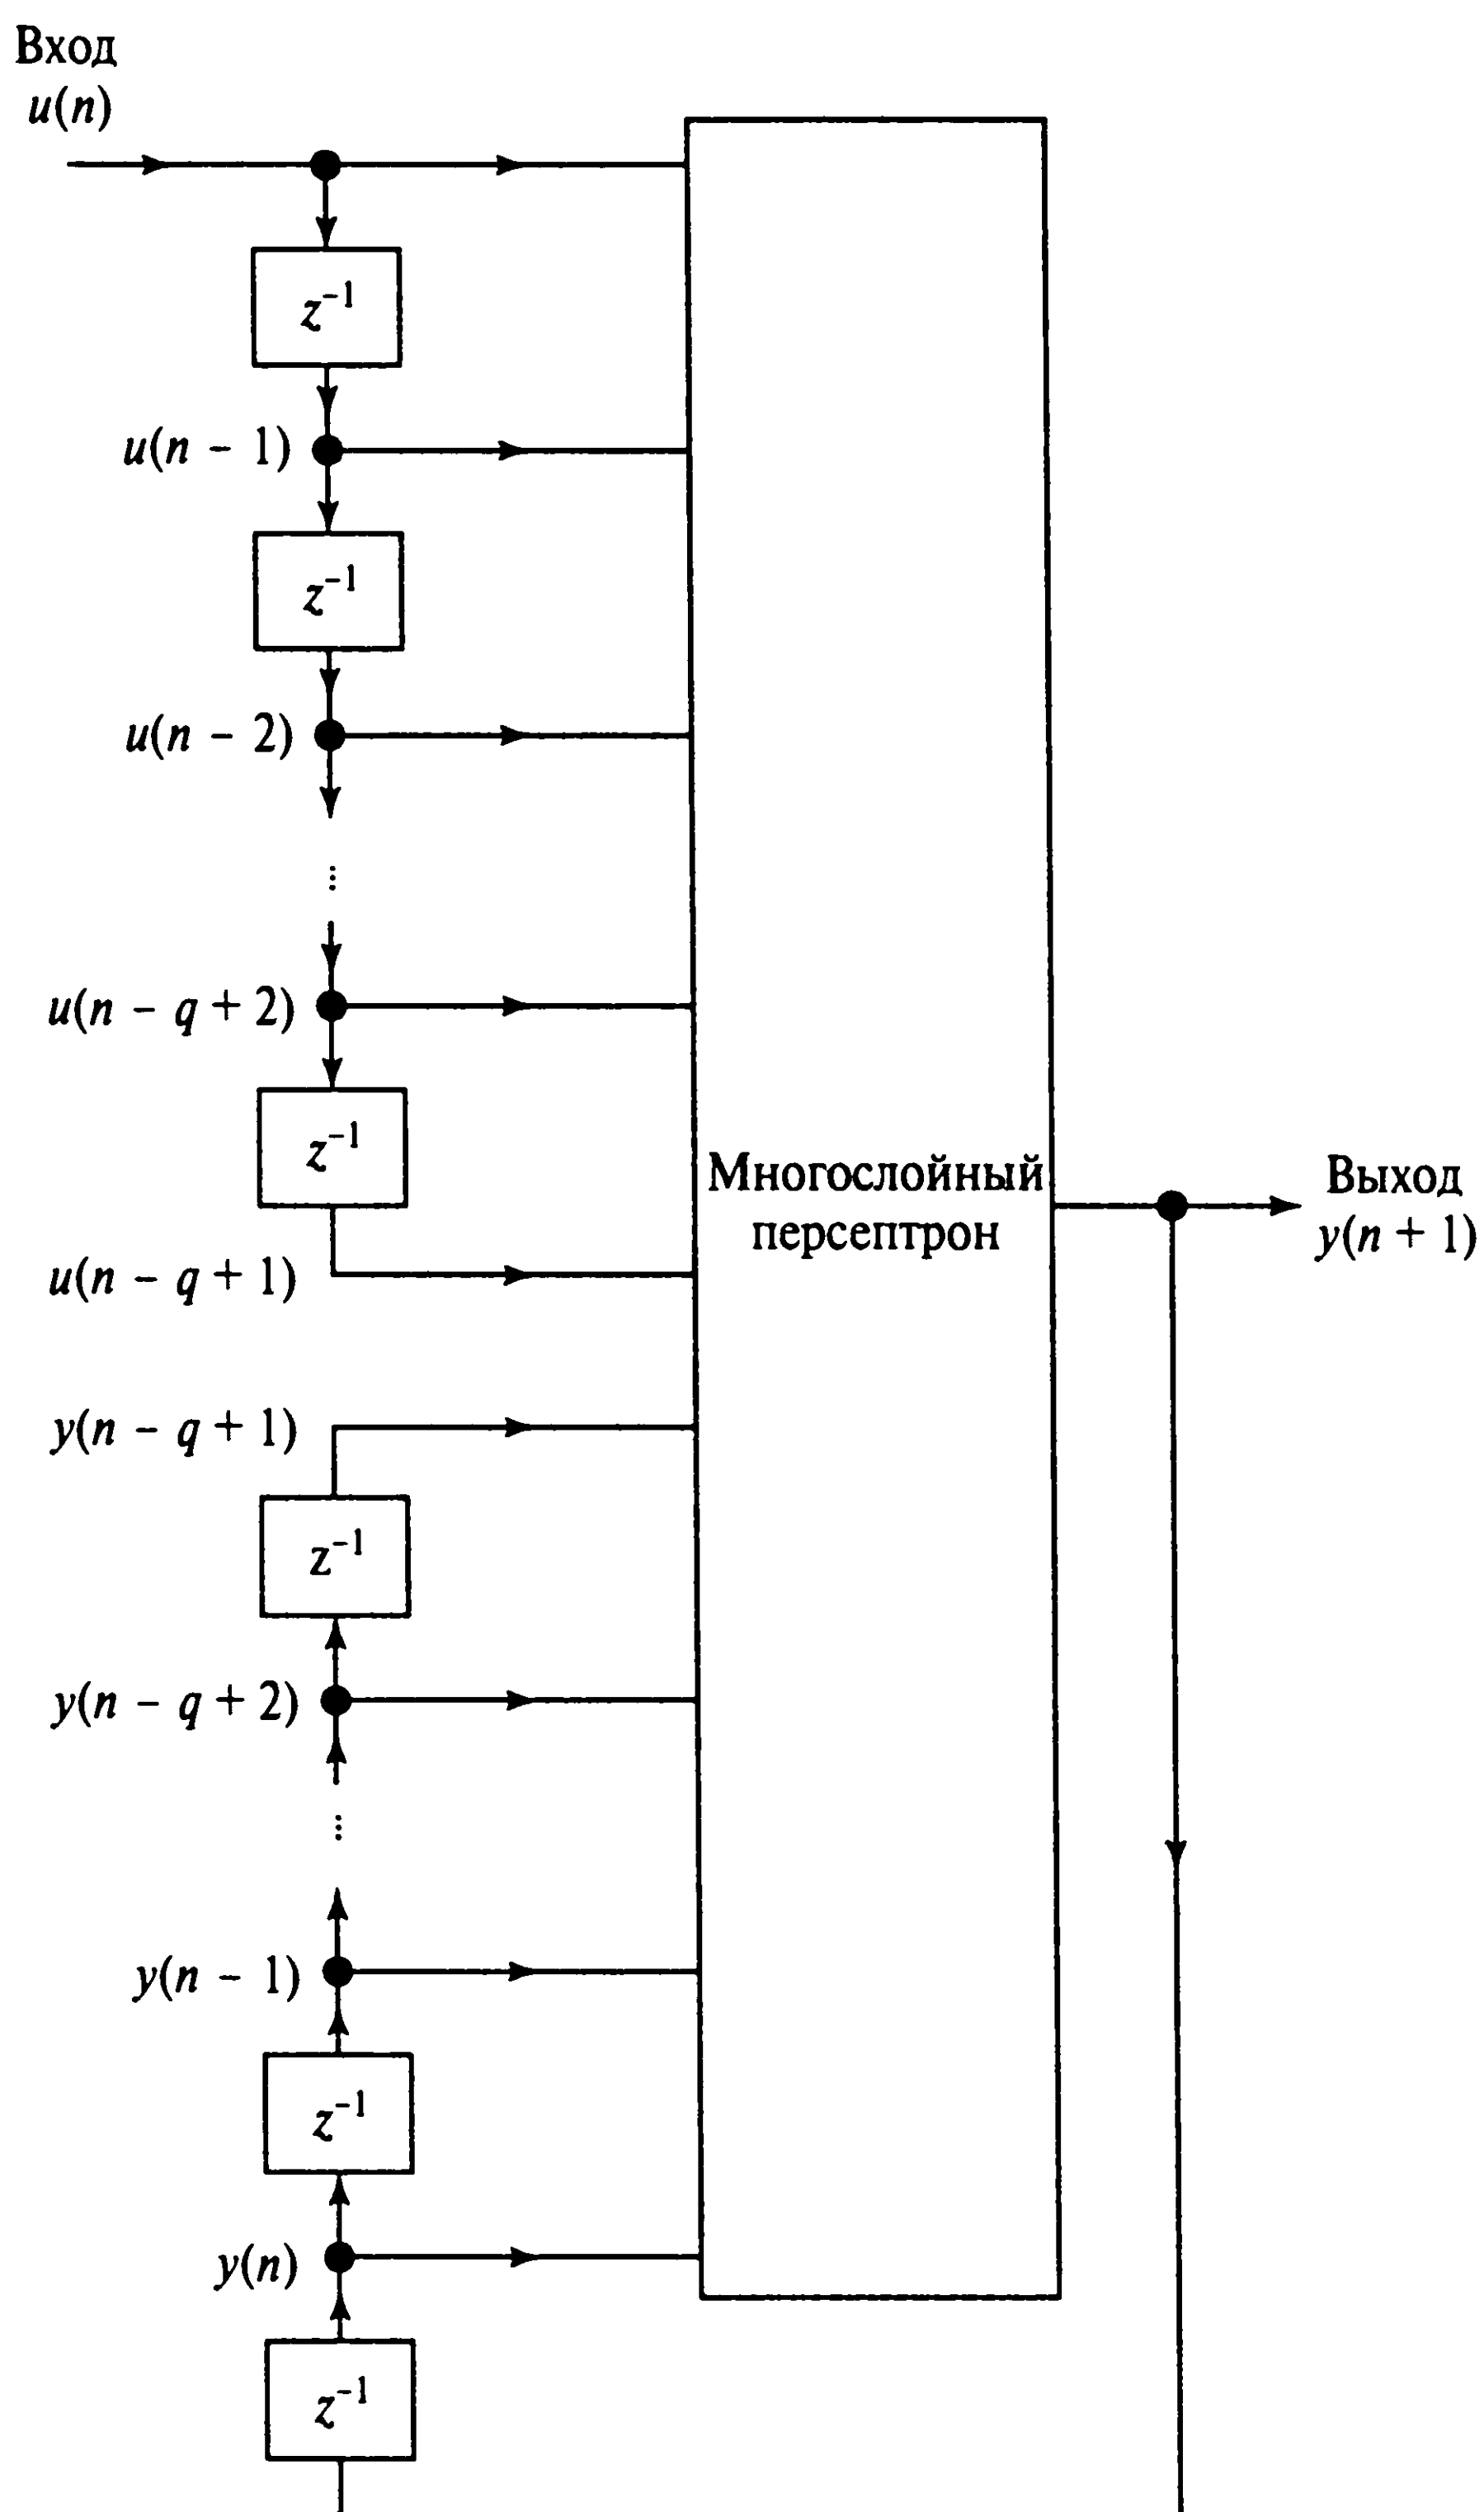 Вход
u(n)
z⁻¹
u(n – 1)
z⁻¹
u(n – 2)
⋮
u(n – q + 2)
z⁻¹
u(n – q + 1)
Многослойный
персептрон
Выход
y(n + 1)
y(n – q + 1)
z⁻¹
y(n – q + 2)
⋮
y(n – 1)
z⁻¹
y(n)
z⁻¹